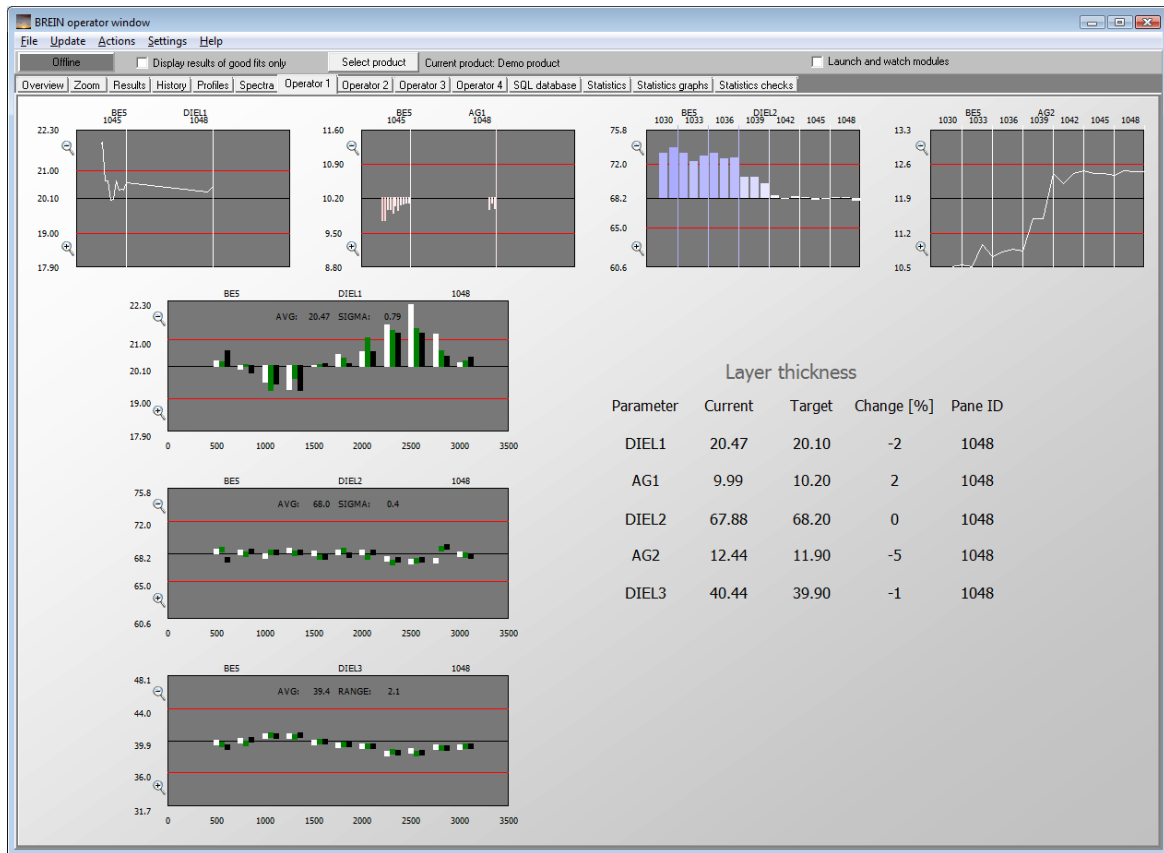 BREIN operator window
File Update Actions Settings Help
Offline Display results of good fits only Select product Current product: Demo product Launch and watch modules
Overview Zoom Results History Profiles Spectra Operator 1 Operator 2 Operator 3 Operator 4 SQL database Statistics Statistics graphs Statistics checks
BE5 DIEL1
1045 1048
22.30
21.00
20.10
19.00
17.90
BE5 AG1
1045 1048
11.60
10.90
10.20
9.50
8.80
BE5 DIEL2
1030 1033 1036 1039 1042 1045 1048
75.8
72.0
68.2
65.0
60.6
BE5 AG2
1030 1033 1036 1039 1042 1045 1048
13.3
12.6
11.9
11.2
10.5
BE5 DIEL1 1048
AVG: 20.47 SIGMA: 0.79
22.30
21.00
20.10
19.00
17.90
0 500 1000 1500 2000 2500 3000 3500
BE5 DIEL2 1048
AVG: 68.0 SIGMA: 0.4
75.8
72.0
68.2
65.0
60.6
0 500 1000 1500 2000 2500 3000 3500
BE5 DIEL3 1048
AVG: 39.4 RANGE: 2.1
48.1
44.0
39.9
36.0
31.7
0 500 1000 1500 2000 2500 3000 3500
Layer thickness
Parameter Current Target Change [%] Pane ID
DIEL1 20.47 20.10 -2 1048
AG1 9.99 10.20 2 1048
DIEL2 67.88 68.20 0 1048
AG2 12.44 11.90 -5 1048
DIEL3 40.44 39.90 -1 1048